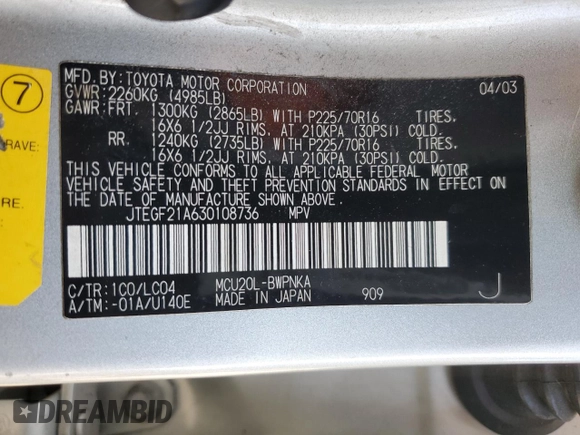 MFD. BY: TOYOTA MOTOR CORPORATION 04/03
GVWR: 2260KG (4985LB)
GAWR: FRT. 1300KG (2865LB) WITH P225/70R16 TIRES.
16X6 1/2JJ RIMS. AT 210KPA (30PSI) COLD.
RR. 1240KG (2735LB) WITH P225/70R16 TIRES.
16X6 1/2JJ RIMS. AT 210KPA (30PSI) COLD.
THIS VEHICLE CONFORMS TO ALL APPLICABLE FEDERAL MOTOR
VEHICLE SAFETY AND THEFT PREVENTION STANDARDS IN EFFECT ON
THE DATE OF MANUFACTURE SHOWN ABOVE.
JTEGF21A630108736 MPV
C/TR: 1C0/LC04 MCU20L-BWPNKA
A/TM: -01A/U140E MADE IN JAPAN 909 J
7
RAVE:
RE.
DREAMBID